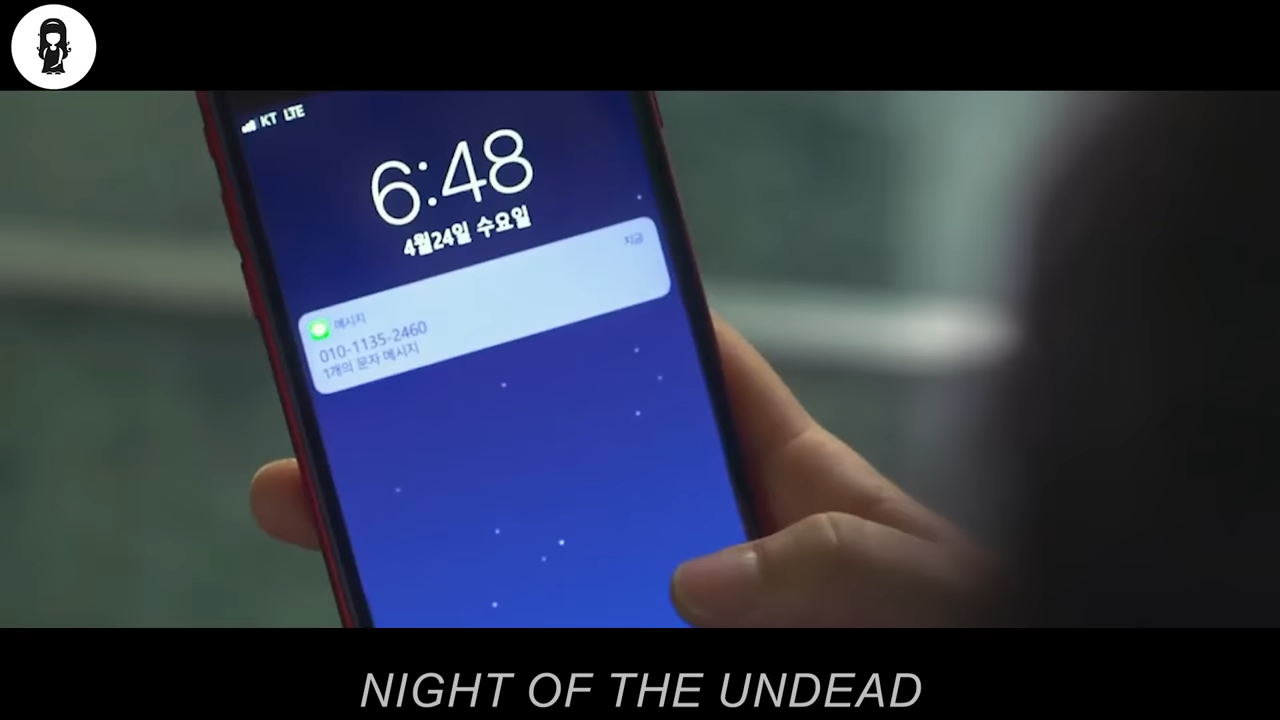 KT LTE
6:48
4월24일 수요일
지금
메시지
010-1135-2460
1개의 문자 메시지
NIGHT OF THE UNDEAD